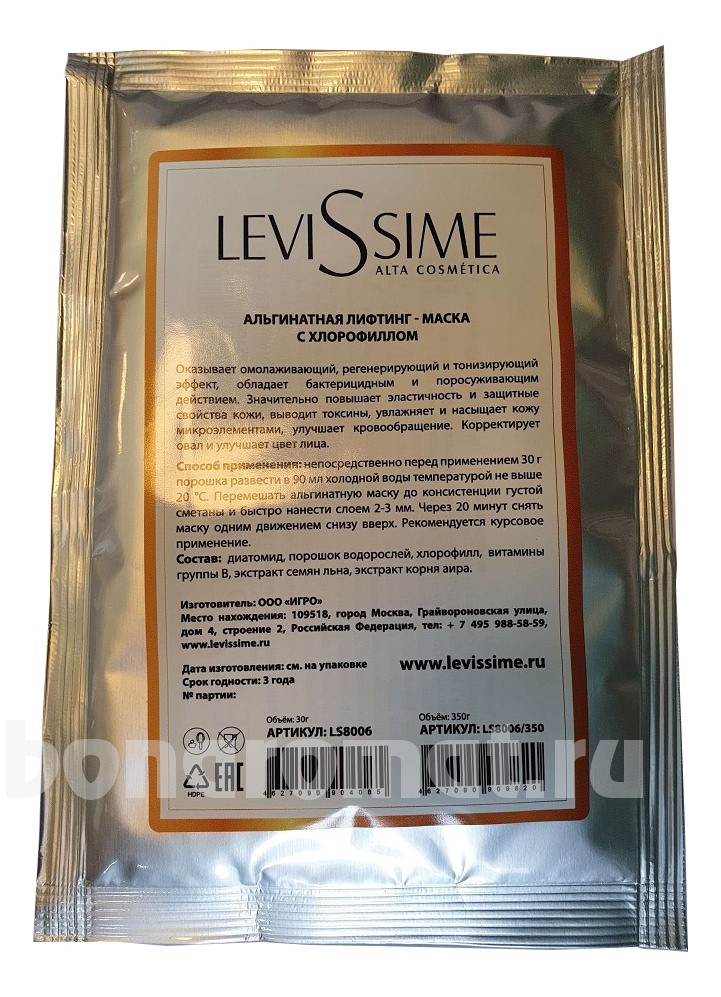 LEVISSIME
ALTA COSMÉTICA
АЛЬГИНАТНАЯ ЛИФТИНГ - МАСКА
С ХЛОРОФИЛЛОМ
Оказывает омолаживающий, регенерирующий и тонизирующий
эффект, обладает бактерицидным и поросуживающим
действием. Значительно повышает эластичность и защитные
свойства кожи, выводит токсины, увлажняет и насыщает кожу
микроэлементами, улучшает кровообращение. Корректирует
овал и улучшает цвет лица.
Способ применения: непосредственно перед применением 30 г
порошка развести в 90 мл холодной воды температурой не выше
20 °С. Перемешать альгинатную маску до консистенции густой
сметаны и быстро нанести слоем 2-3 мм. Через 20 минут снять
маску одним движением снизу вверх. Рекомендуется курсовое
применение.
Состав: диатомид, порошок водорослей, хлорофилл, витамины
группы В, экстракт семян льна, экстракт корня аира.
Изготовитель: ООО «ИГРО»
Место нахождения: 109518, город Москва, Грайвороновская улица,
дом 4, строение 2, Российская Федерация, тел: + 7 495 988-58-59,
www.levissime.ru
Дата изготовления: см. на упаковке
Срок годности: 3 года
№ партии:
www.levissime.ru
Объём: 30г
АРТИКУЛ: LS8006
Объём: 350г
АРТИКУЛ: LS8006/350
bonaroma.ru
HDPE
EAC
4627090904085
4627090909820